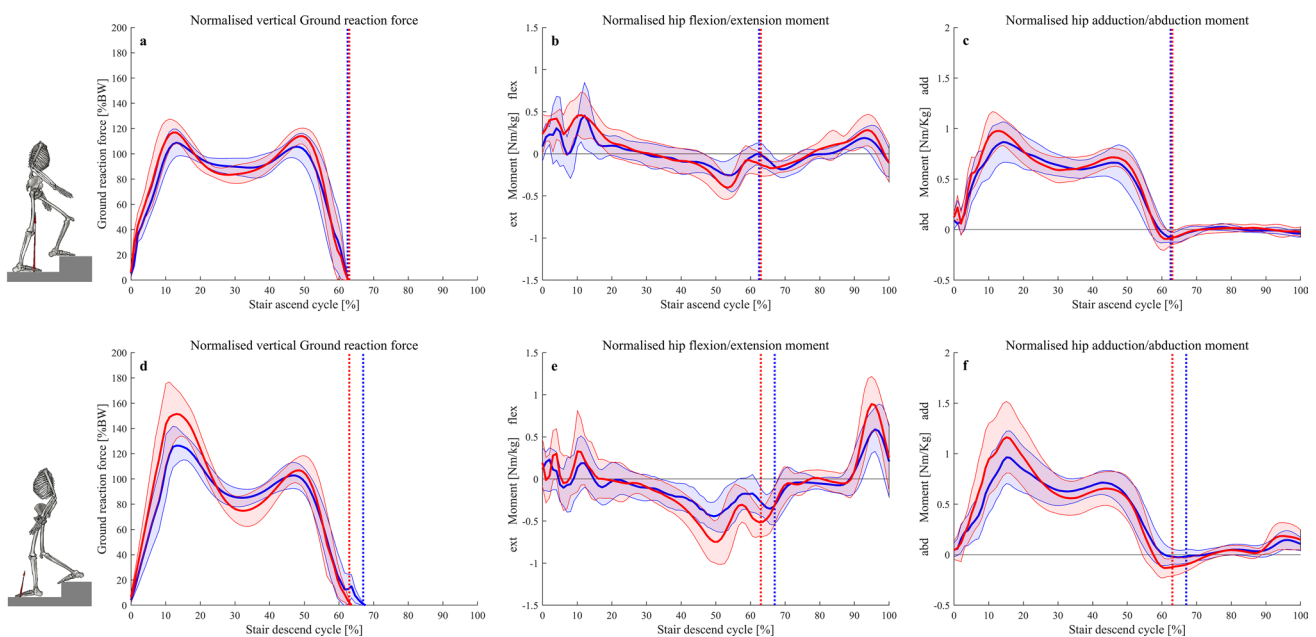 Normalised vertical Ground reaction force
a
Ground reaction force [%BW]
200
180
160
140
120
100
80
60
40
20
0
0 10 20 30 40 50 60 70 80 90 100
Stair ascend cycle [%]
Normalised hip flexion/extension moment
b
ext Moment [Nm/kg] flex
1.5
1
0.5
0
-0.5
-1
-1.5
0 10 20 30 40 50 60 70 80 90 100
Stair ascend cycle [%]
Normalised hip adduction/abduction moment
c
abd Moment [Nm/Kg] add
2
1.5
1
0.5
0
-0.5
0 10 20 30 40 50 60 70 80 90 100
Stair ascend cycle [%]
Normalised vertical Ground reaction force
d
Ground reaction force [%BW]
200
180
160
140
120
100
80
60
40
20
0
0 10 20 30 40 50 60 70 80 90 100
Stair descend cycle [%]
Normalised hip flexion/extension moment
e
ext Moment [Nm/kg] flex
1.5
1
0.5
0
-0.5
-1
-1.5
0 10 20 30 40 50 60 70 80 90 100
Stair descend cycle [%]
Normalised hip adduction/abduction moment
f
abd Moment [Nm/Kg] add
2
1.5
1
0.5
0
-0.5
0 10 20 30 40 50 60 70 80 90 100
Stair descend cycle [%]